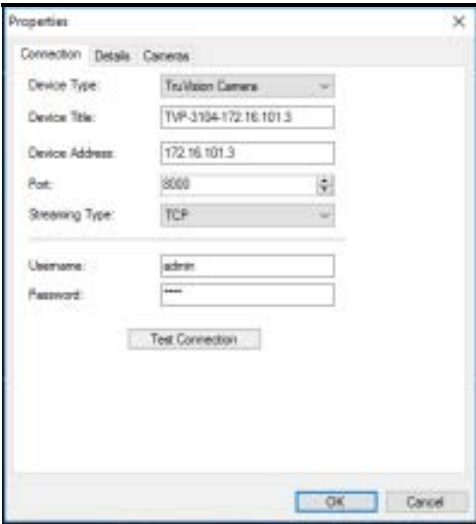 Properties
Connection Details Cameras
Device Type: TruVision Camera
Device Title: TVP-3104-172.16.101.3
Device Address: 172.16.101.3
Port: 8000
Streaming Type: TCP
Username: admin
Password: ****
Test Connection
OK Cancel